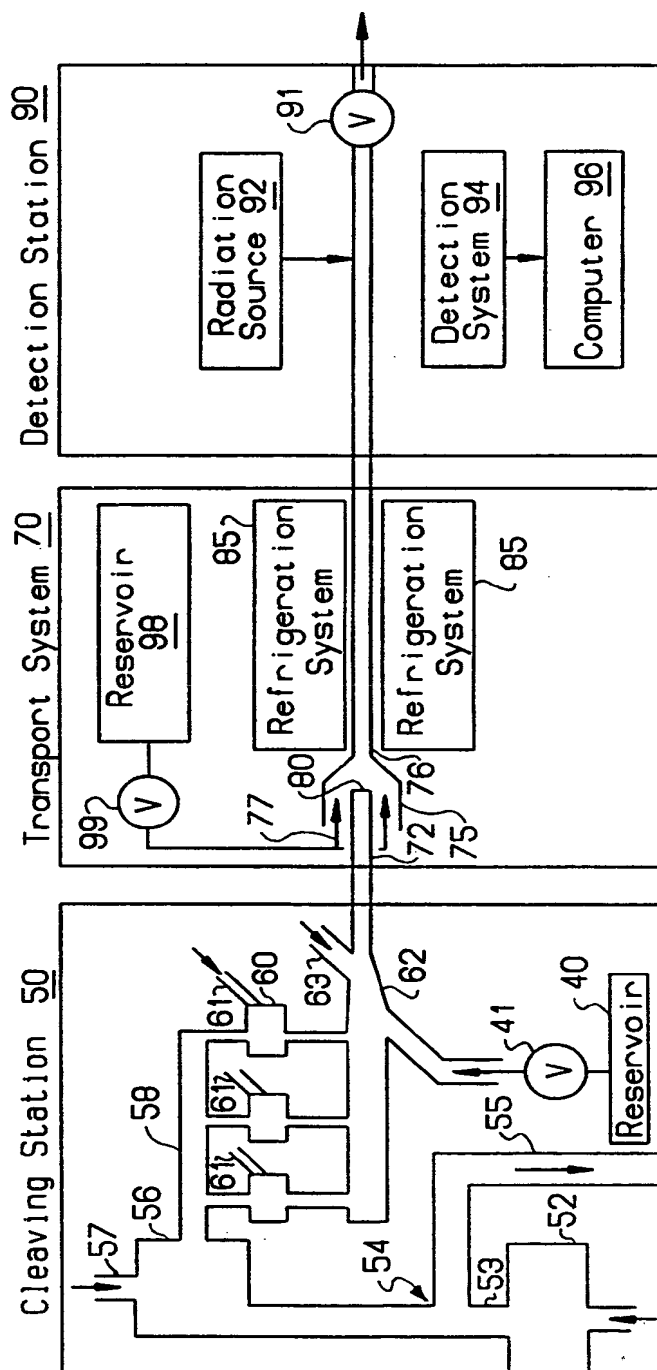 Cleaving Station 50
57
56
58
61
61
61
60
63
62
54
55
53
52
41
V
40
Reservoir
Transport System 70
Reservoir
98
99
V
77
80
85
Refrigeration
System
72
75
76
Refrigeration
System
85
Detection Station 90
Radiation
Source 92
91
V
Detection
System 94
Computer 96